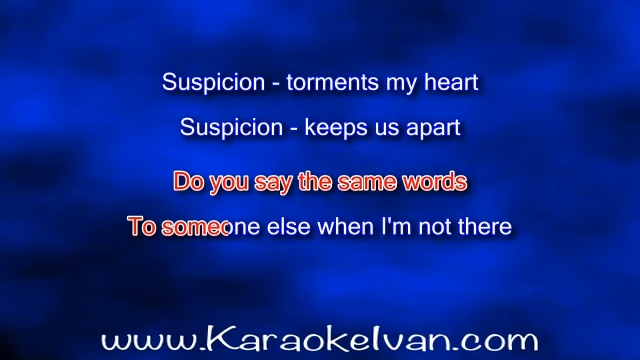 Suspicion - torments my heart
Suspicion - keeps us apart
Do you say the same words
To someone else when I'm not there
www.KaraokeIvan.com